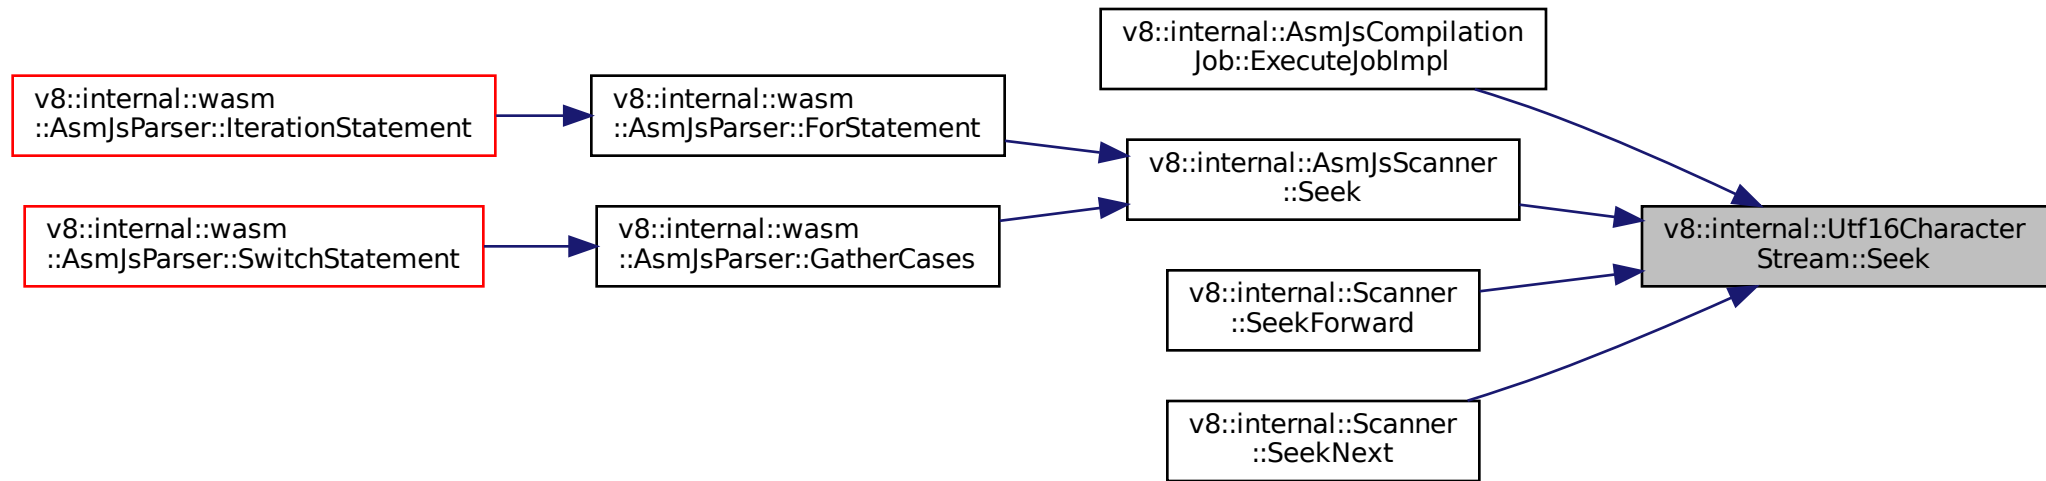 v8::internal::AsmJsCompilation
Job::ExecuteJobImpl
v8::internal::wasm
::AsmJsParser::IterationStatement
v8::internal::wasm
::AsmJsParser::ForStatement
v8::internal::AsmJsScanner
::Seek
v8::internal::wasm
::AsmJsParser::SwitchStatement
v8::internal::wasm
::AsmJsParser::GatherCases
v8::internal::Utf16Character
Stream::Seek
v8::internal::Scanner
::SeekForward
v8::internal::Scanner
::SeekNext